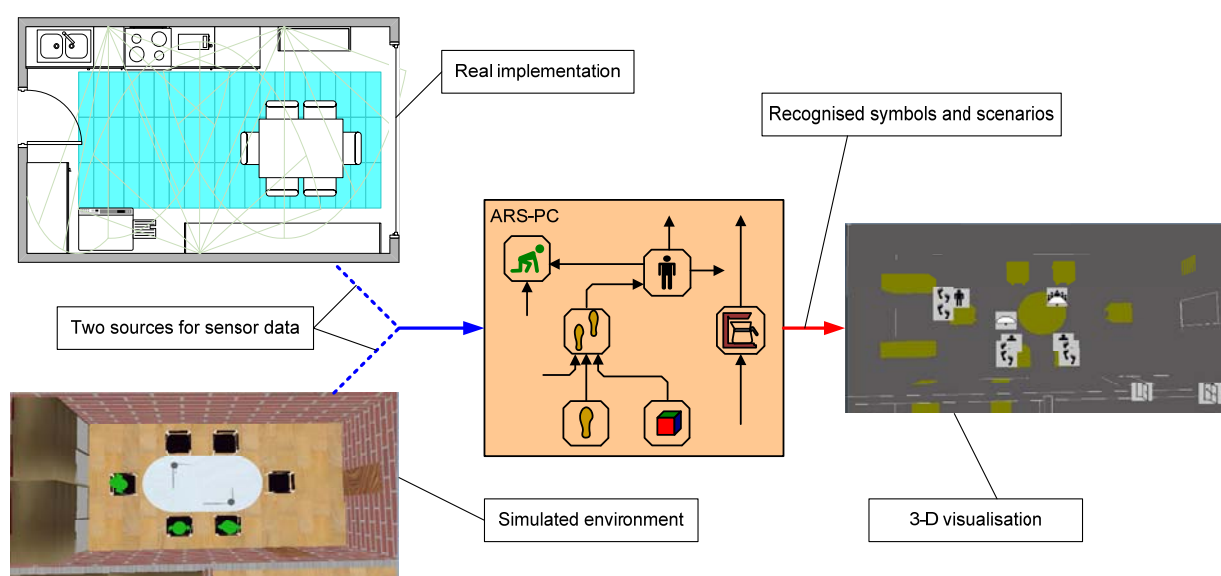 Real implementation
Recognised symbols and scenarios
ARS-PC
Two sources for sensor data
Simulated environment
3-D visualisation